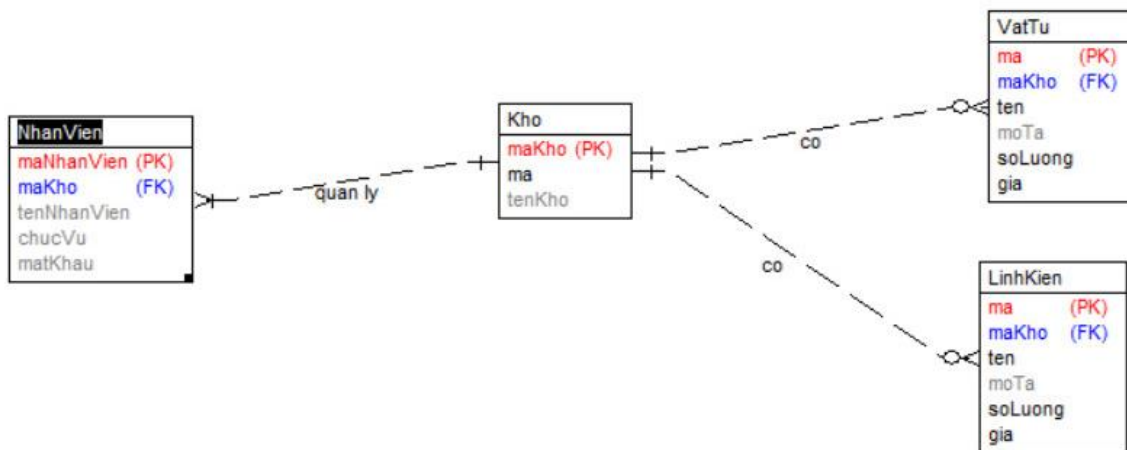 NhanVien
maNhanVien (PK)
maKho (FK)
tenNhanVien
chucVu
matKhau
quan ly
Kho
maKho (PK)
ma
tenKho
co
co
VatTu
ma (PK)
maKho (FK)
ten
moTa
soLuong
gia
LinhKien
ma (PK)
maKho (FK)
ten
moTa
soLuong
gia